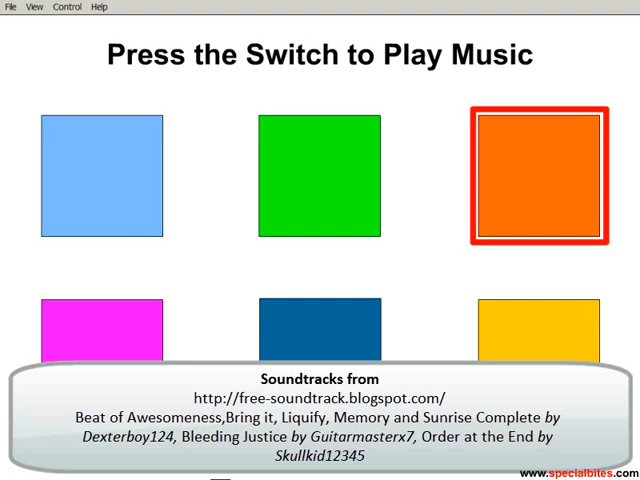 File View Control Help
Press the Switch to Play Music
Soundtracks from
http://free-soundtrack.blogspot.com/
Beat of Awesomeness,Bring it, Liquify, Memory and Sunrise Complete by
Dexterboy124, Bleeding Justice by Guitarmasterx7, Order at the End by
Skullkid12345
www.specialbites.com